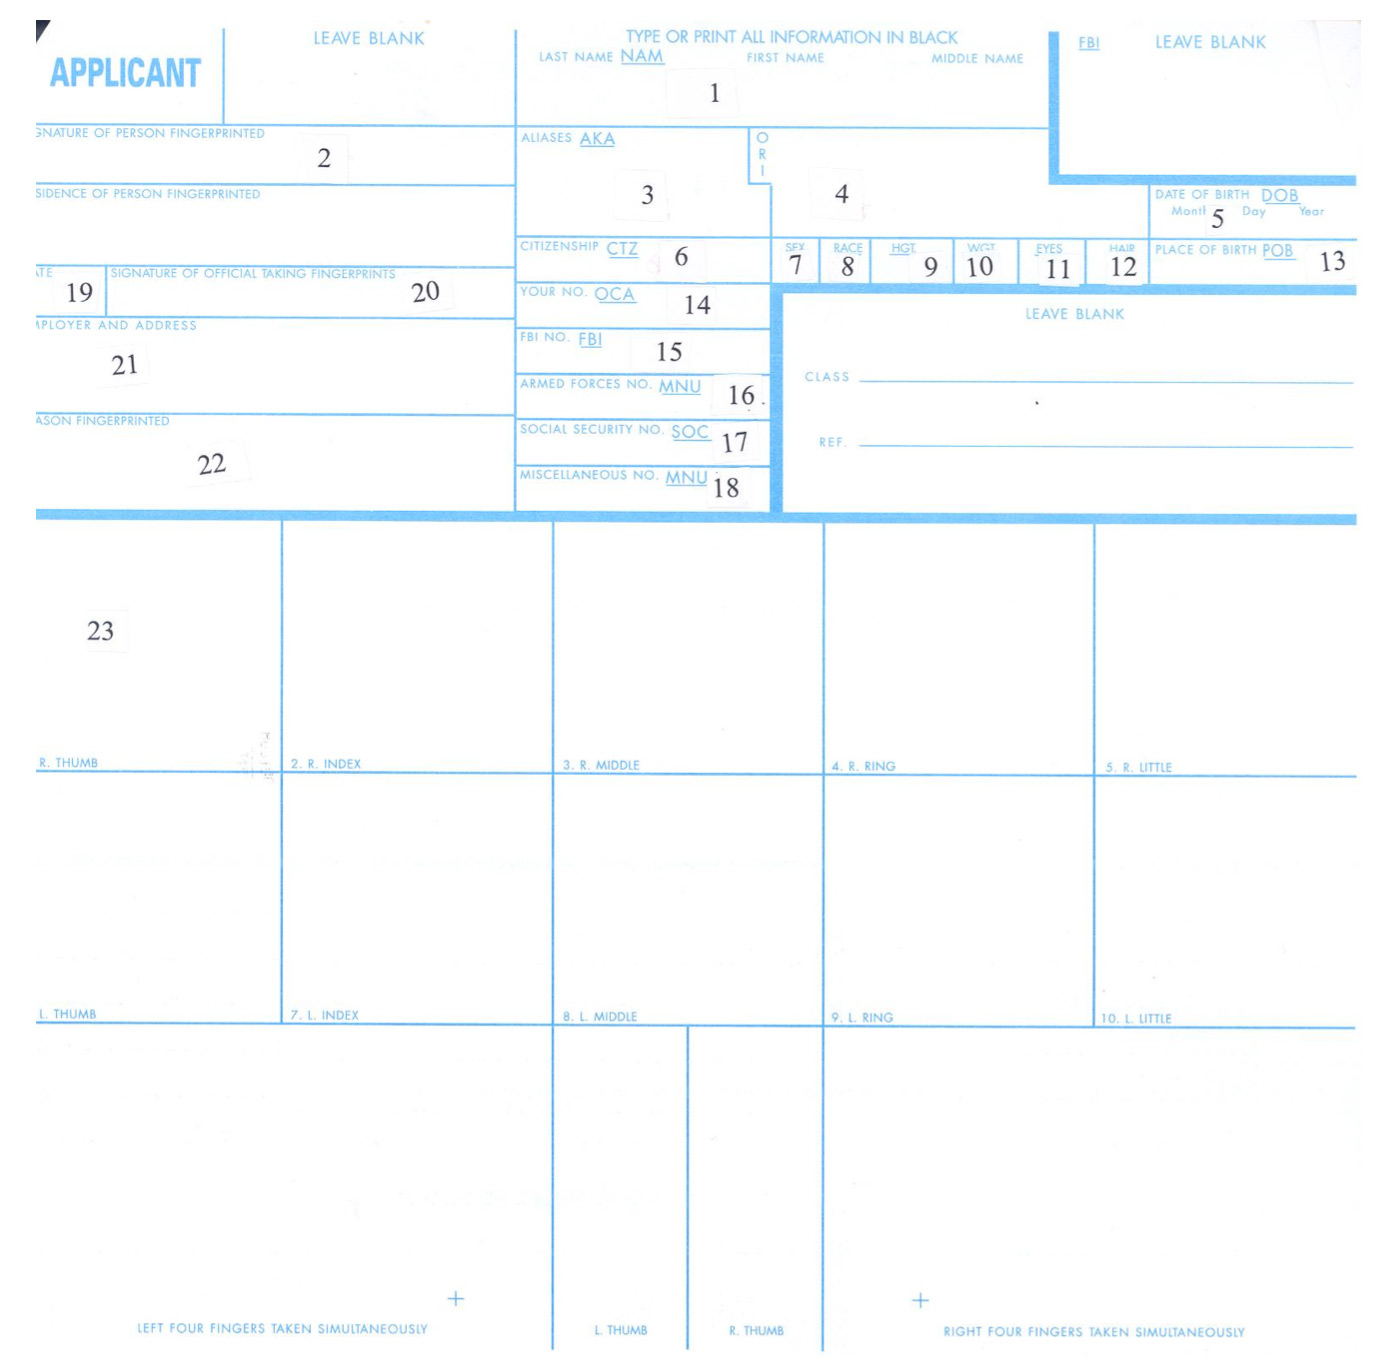 LEAVE BLANK
TYPE OR PRINT ALL INFORMATION IN BLACK
FBI LEAVE BLANK
APPLICANT
LAST NAME NAM FIRST NAME MIDDLE NAME
1
GNATURE OF PERSON FINGERPRINTED
2
ALIASES AKA
3
ORI
4
SIDENCE OF PERSON FINGERPRINTED
DATE OF BIRTH DOB
Month 5 Day Year
CITIZENSHIP CTZ 6
SEX 7
RACE 8
HGT. 9
WGT. 10
EYES 11
HAIR 12
PLACE OF BIRTH POB 13
ATE 19
SIGNATURE OF OFFICIAL TAKING FINGERPRINTS
20
YOUR NO. OCA 14
LEAVE BLANK
MPLOYER AND ADDRESS
21
FBI NO. FBI 15
CLASS
ARMED FORCES NO. MNU 16
ASON FINGERPRINTED
22
SOCIAL SECURITY NO. SOC 17
REF.
MISCELLANEOUS NO. MNU 18
23
R. THUMB 2. R. INDEX 3. R. MIDDLE 4. R. RING 5. R. LITTLE
L. THUMB 7. L. INDEX 8. L. MIDDLE 9. L. RING 10. L. LITTLE
LEFT FOUR FINGERS TAKEN SIMULTANEOUSLY L. THUMB R. THUMB RIGHT FOUR FINGERS TAKEN SIMULTANEOUSLY